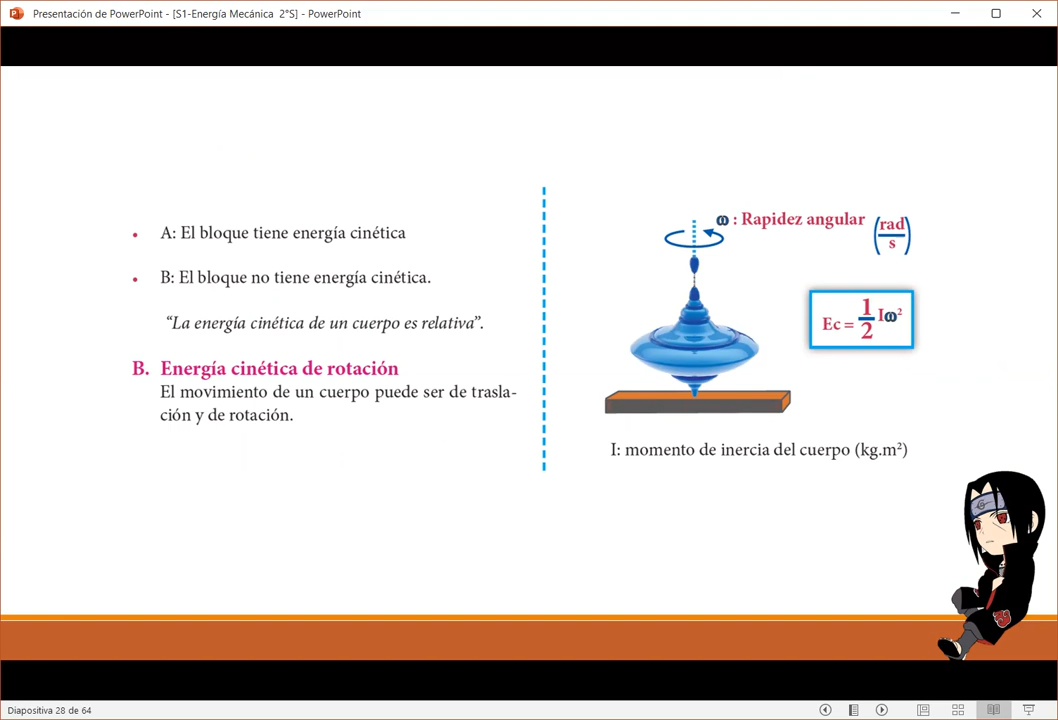 Presentación de PowerPoint - [S1-Energía Mecánica 2°S] - PowerPoint
• A: El bloque tiene energía cinética
• B: El bloque no tiene energía cinética.
“La energía cinética de un cuerpo es relativa”.
B. Energía cinética de rotación
El movimiento de un cuerpo puede ser de trasla-
ción y de rotación.
ω : Rapidez angular (rad/s)
Ec = 1/2 Iω²
I: momento de inercia del cuerpo (kg.m²)
Diapositiva 28 de 64